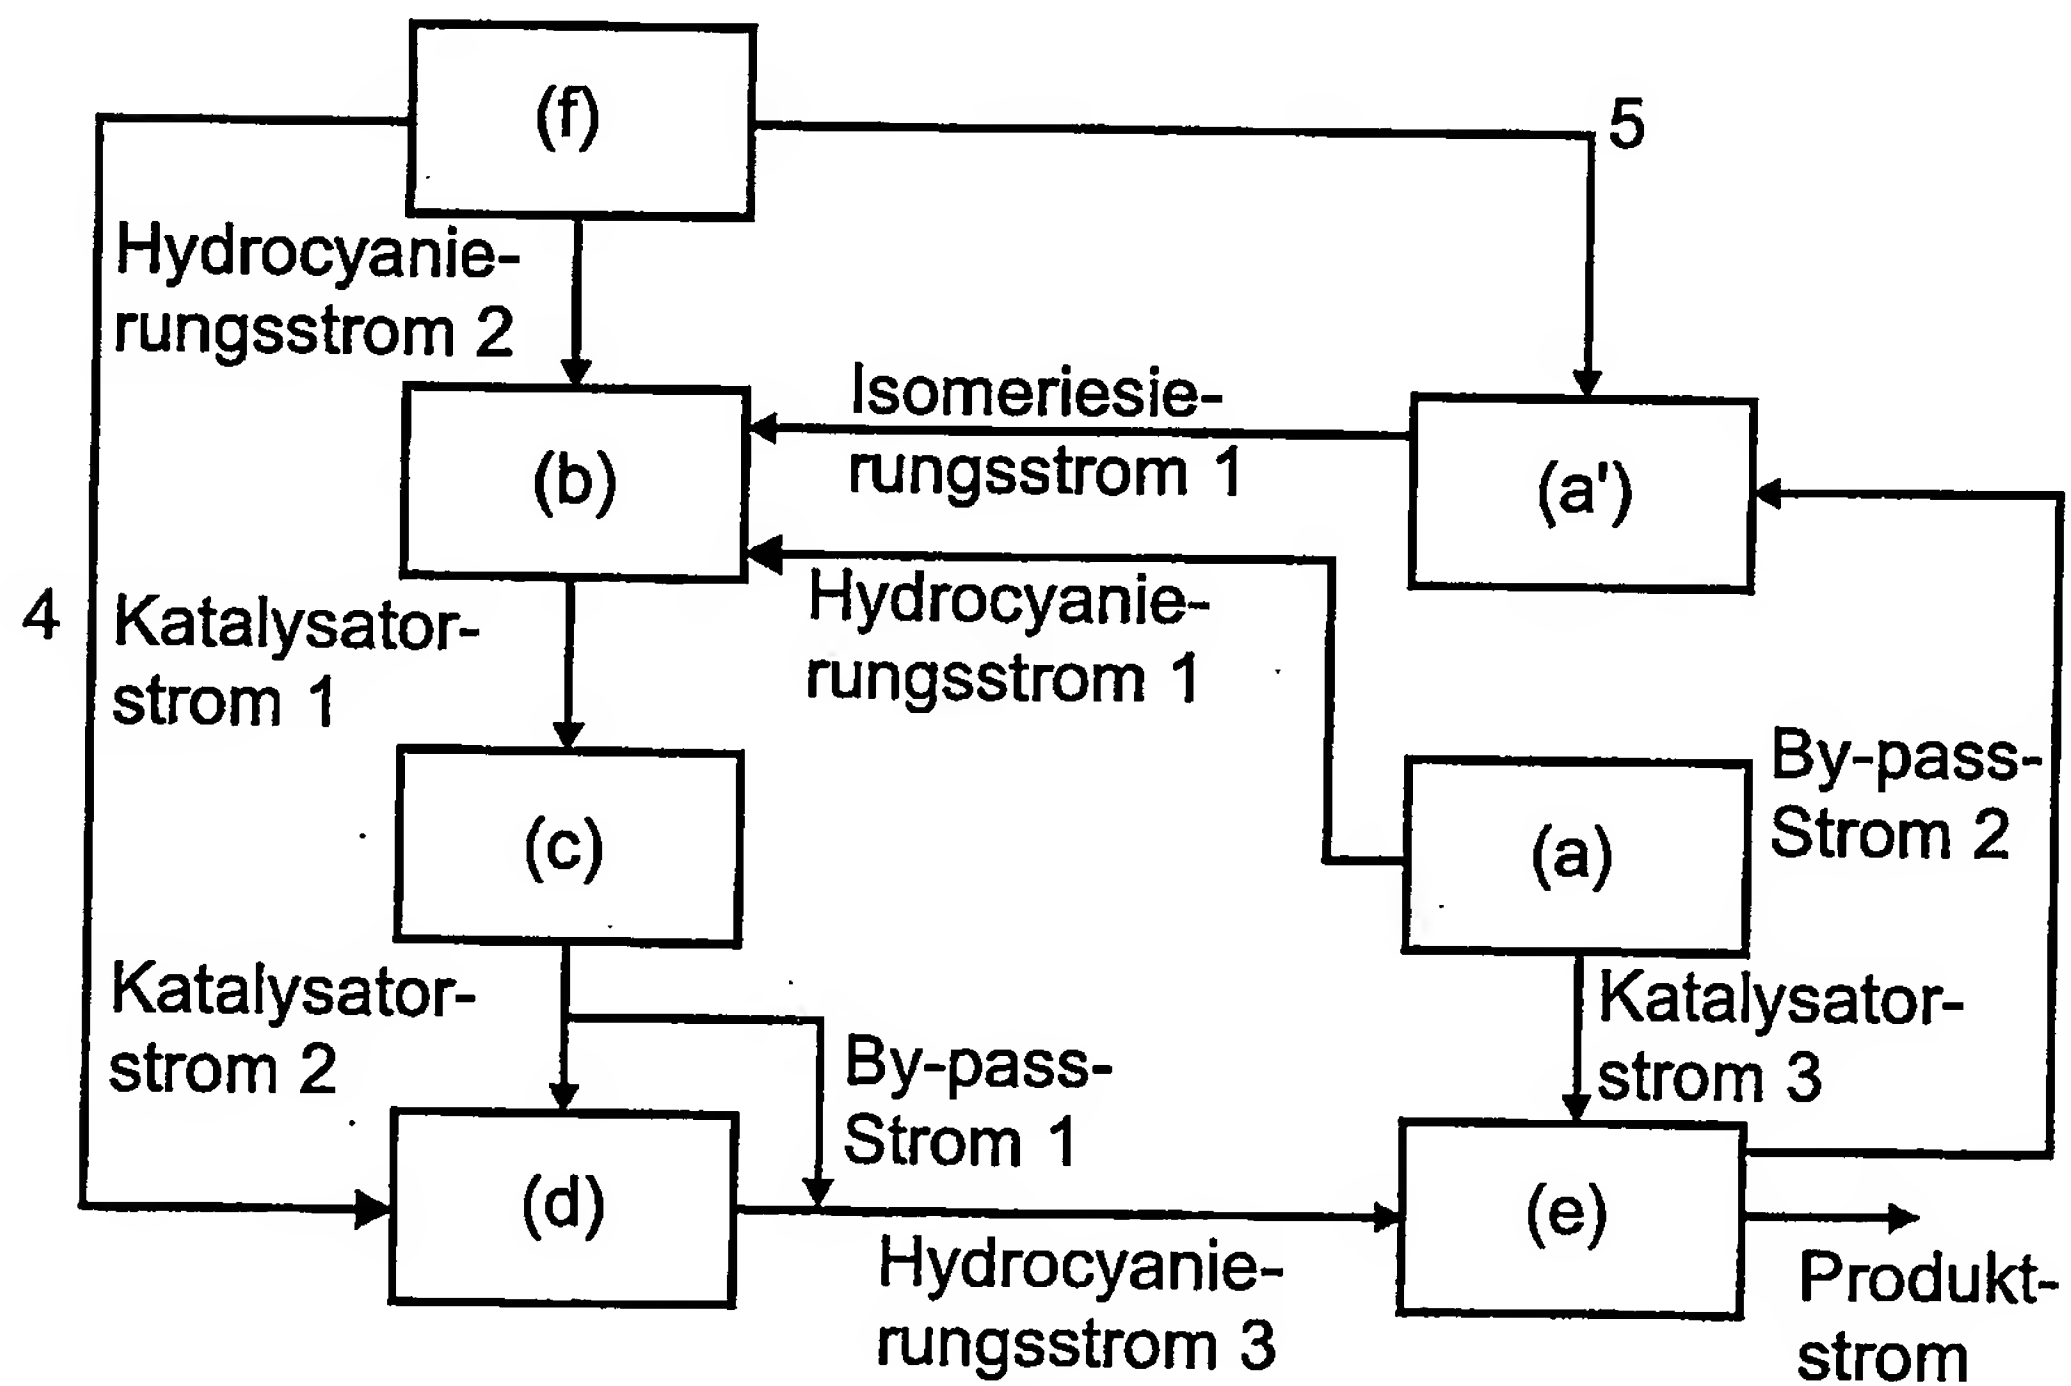 (f)
5
Hydrocyanie-
rungsstrom 2
Isomeriesie-
rungsstrom 1
(b)
(a')
Hydrocyanie-
rungsstrom 1
4
Katalysator-
strom 1
By-pass-
Strom 2
(c)
(a)
Katalysator-
strom 2
Katalysator-
strom 3
By-pass-
Strom 1
(d)
(e)
Hydrocyanie-
rungsstrom 3
Produkt-
strom